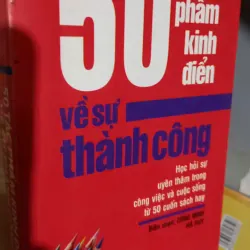 50
phẩm
kinh
điển
về sự
thành công
Học hỏi sự
uyên thâm trong
công việc và cuộc sống
từ 50 cuốn sách hay